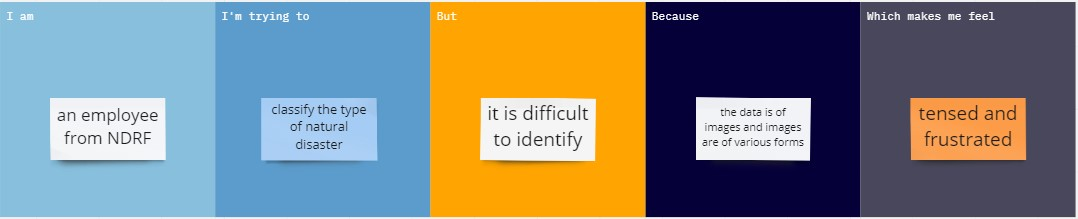 I am
an employee
from NDRF
I'm trying to
classify the type
of natural
disaster
But
it is difficult
to identify
Because
the data is of
images and images
are of various forms
Which makes me feel
tensed and
frustrated